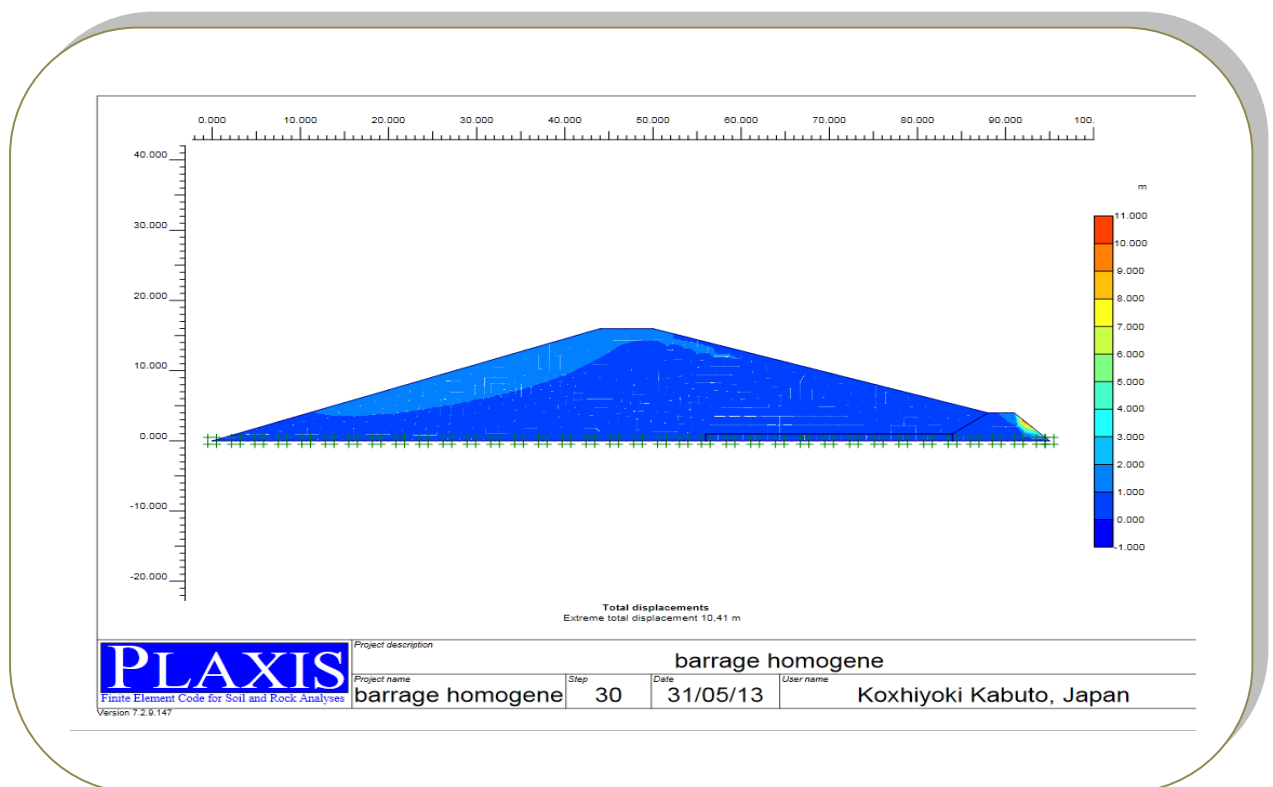 0.000 10.000 20.000 30.000 40.000 50.000 60.000 70.000 80.000 90.000 100.
40.000
30.000
20.000
10.000
0.000
-10.000
-20.000
m
11.000
10.000
9.000
8.000
7.000
6.000
5.000
4.000
3.000
2.000
1.000
0.000
-1.000
Total displacements
Extreme total displacement 10,41 m
PLAXIS
Finite Element Code for Soil and Rock Analyses
Version 7.2.9.147
Project description
barrage homogene
Project name
barrage homogene
Step
30
Date
31/05/13
User name
Koxhiyoki Kabuto, Japan